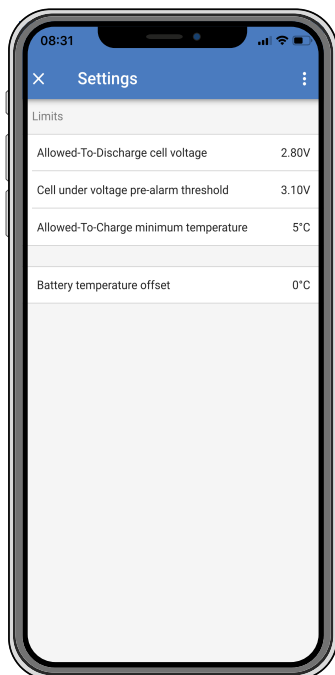 08:31
Settings
Limits
Allowed-To-Discharge cell voltage 2.80V
Cell under voltage pre-alarm threshold 3.10V
Allowed-To-Charge minimum temperature 5°C
Battery temperature offset 0°C